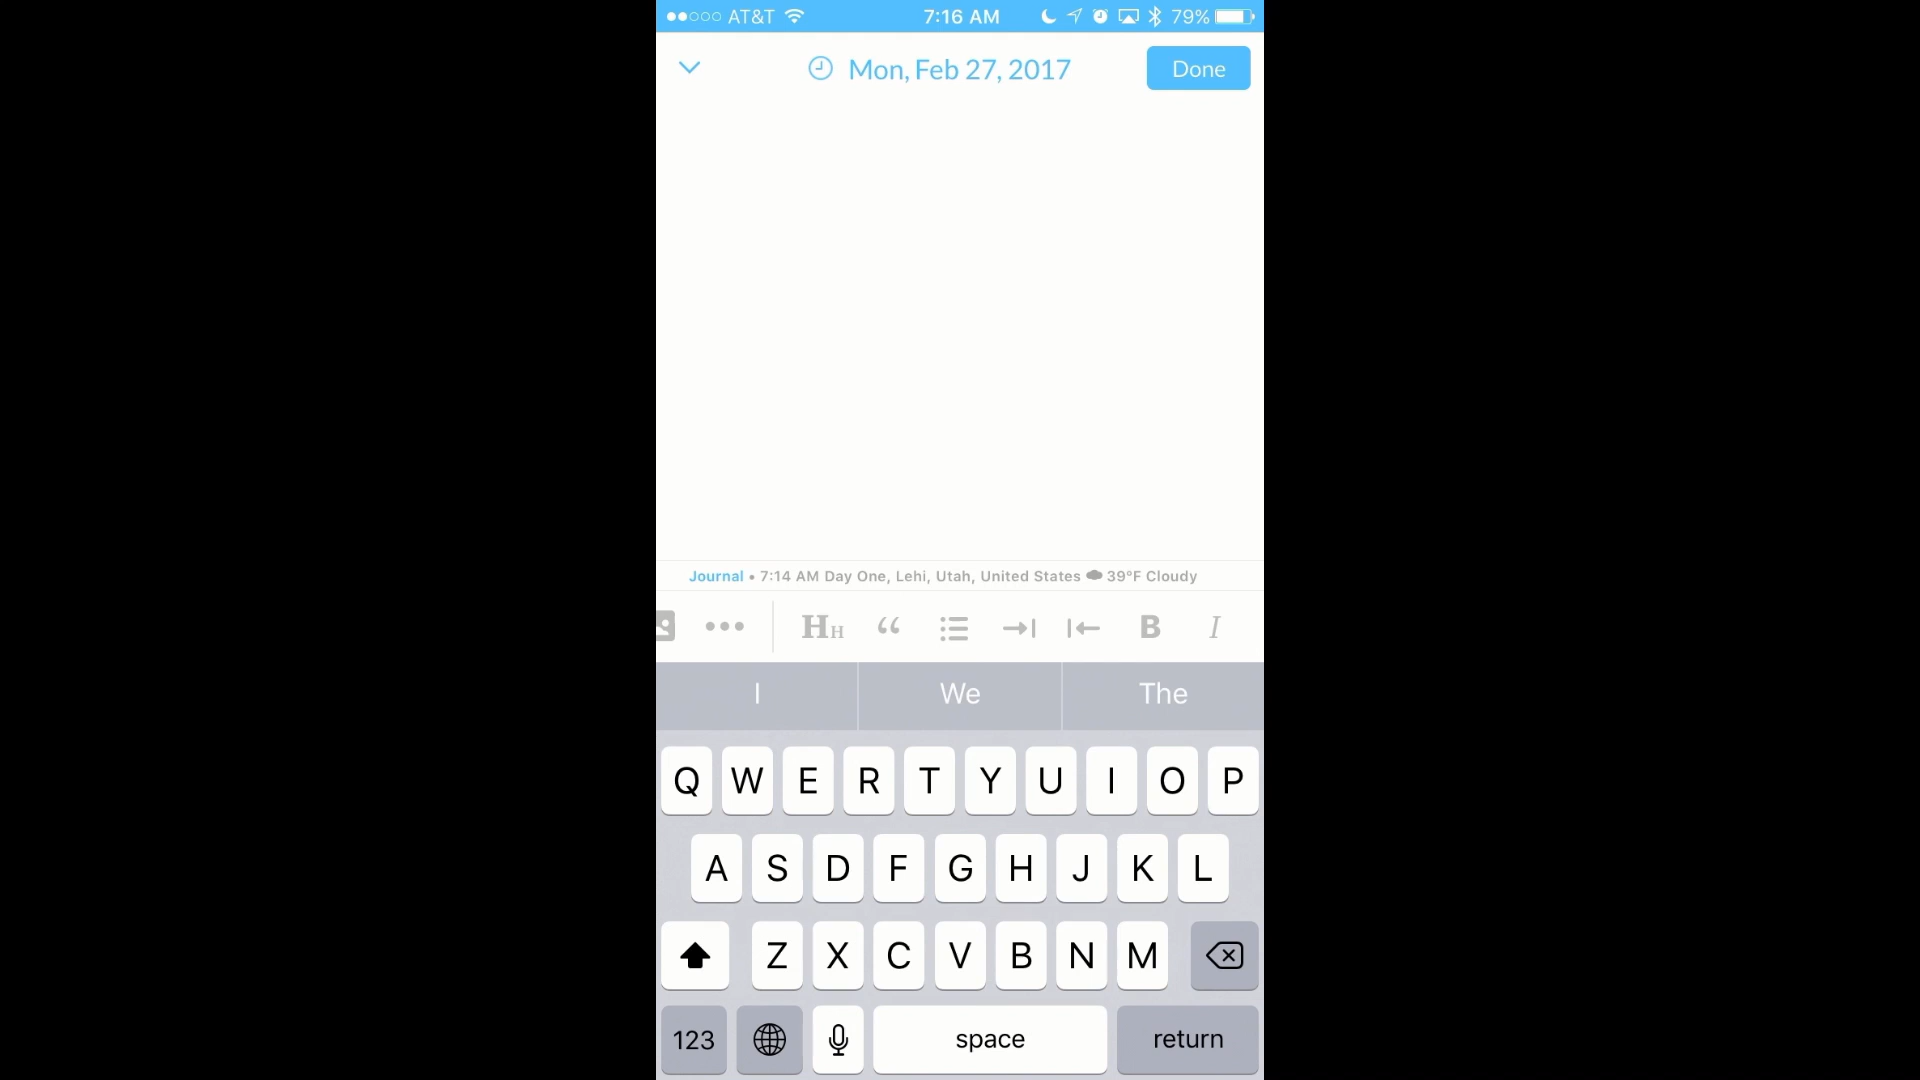 AT&T 7:16 AM 79%
Mon, Feb 27, 2017 Done
Journal • 7:14 AM Day One, Lehi, Utah, United States 39°F Cloudy
HH “ B I
I We The
Q W E R T Y U I O P
A S D F G H J K L
Z X C V B N M
123 space return